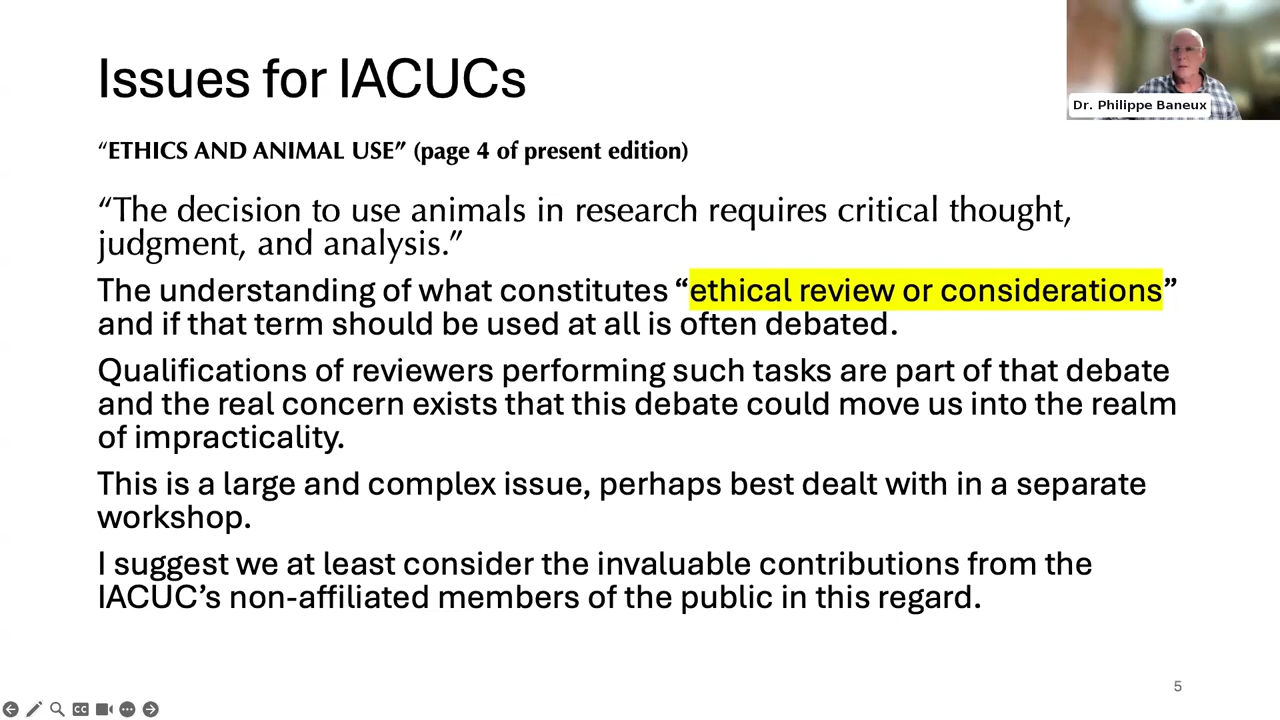 Issues for IACUCs
Dr. Philippe Baneux
“ETHICS AND ANIMAL USE” (page 4 of present edition)
“The decision to use animals in research requires critical thought,
judgment, and analysis.”
The understanding of what constitutes “ethical review or considerations”
and if that term should be used at all is often debated.
Qualifications of reviewers performing such tasks are part of that debate
and the real concern exists that this debate could move us into the realm
of impracticality.
This is a large and complex issue, perhaps best dealt with in a separate
workshop.
I suggest we at least consider the invaluable contributions from the
IACUC’s non-affiliated members of the public in this regard.
5
CC